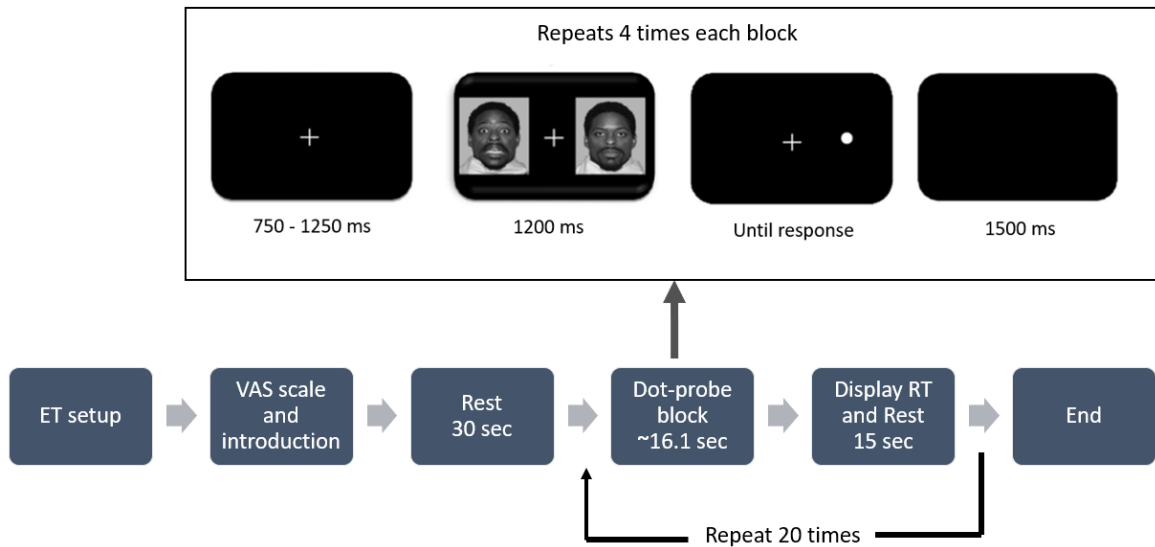 Repeats 4 times each block
750 - 1250 ms
1200 ms
Until response
1500 ms
ET setup
VAS scale
and
introduction
Rest
30 sec
Dot-probe
block
~16.1 sec
Display RT
and Rest
15 sec
End
Repeat 20 times